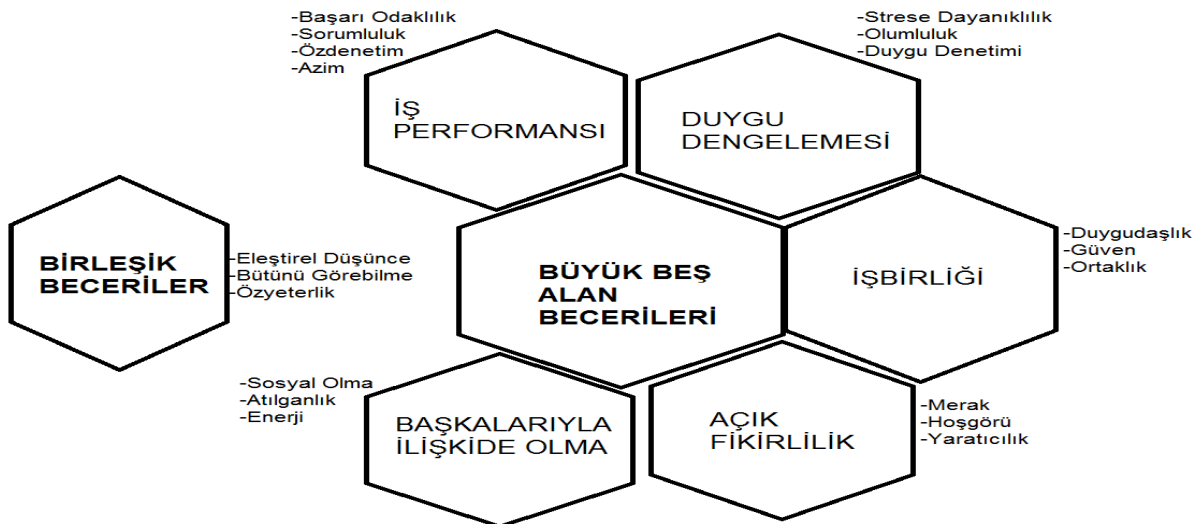 -Başarı Odaklılık
-Sorumluluk
-Özdenetim
-Azim
İŞ
PERFORMANSI
-Strese Dayanıklılık
-Olumluluk
-Duygu Denetimi
DUYGU
DENGELEMESİ
BİRLEŞİK
BECERİLER
-Eleştirel Düşünce
-Bütünü Görebilme
-Özyeterlik
BÜYÜK BEŞ
ALAN
BECERİLERİ
İŞBİRLİĞİ
-Duygudaşlık
-Güven
-Ortaklık
-Sosyal Olma
-Atılganlık
-Enerji
BAŞKALARIYLA
İLİŞKİDE OLMA
AÇIK
FİKİRLİLİK
-Merak
-Hoşgörü
-Yaratıcılık